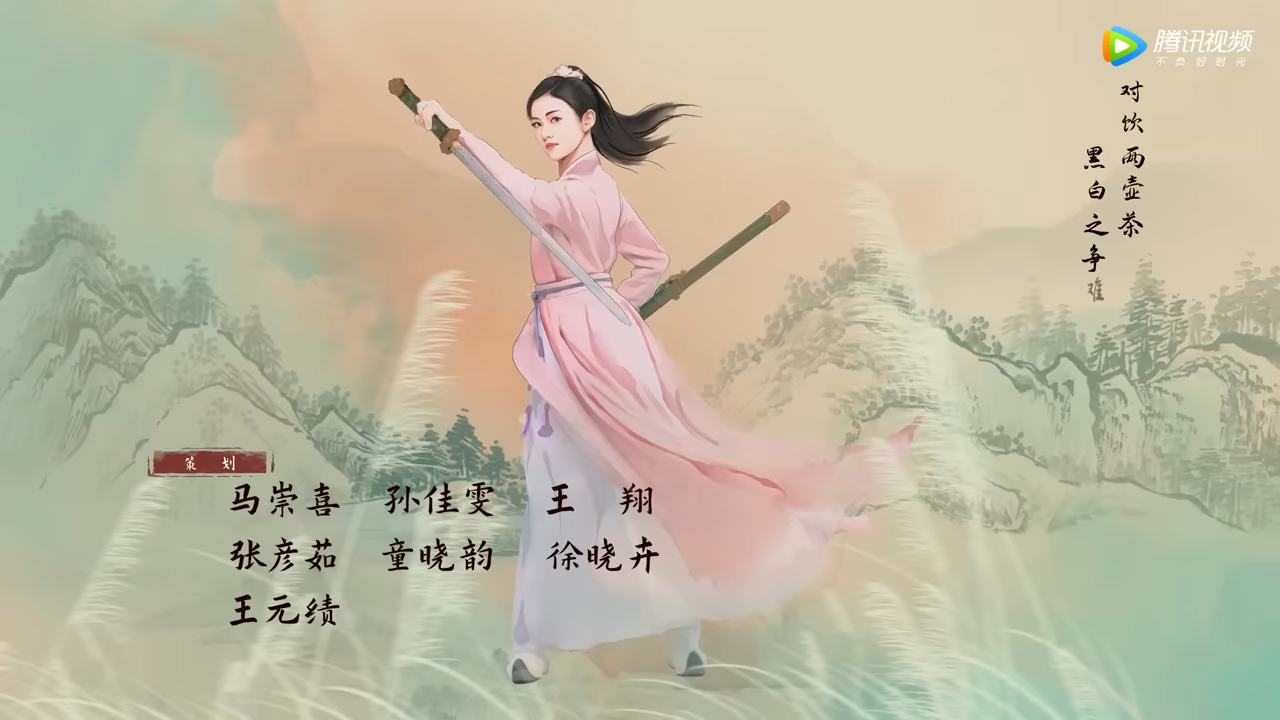 腾讯视频
不负好时光
对饮两壶茶
黑白之争难
策 划
马崇喜 孙佳雯 王 翔
张彦茹 童晓韵 徐晓卉
王元绩